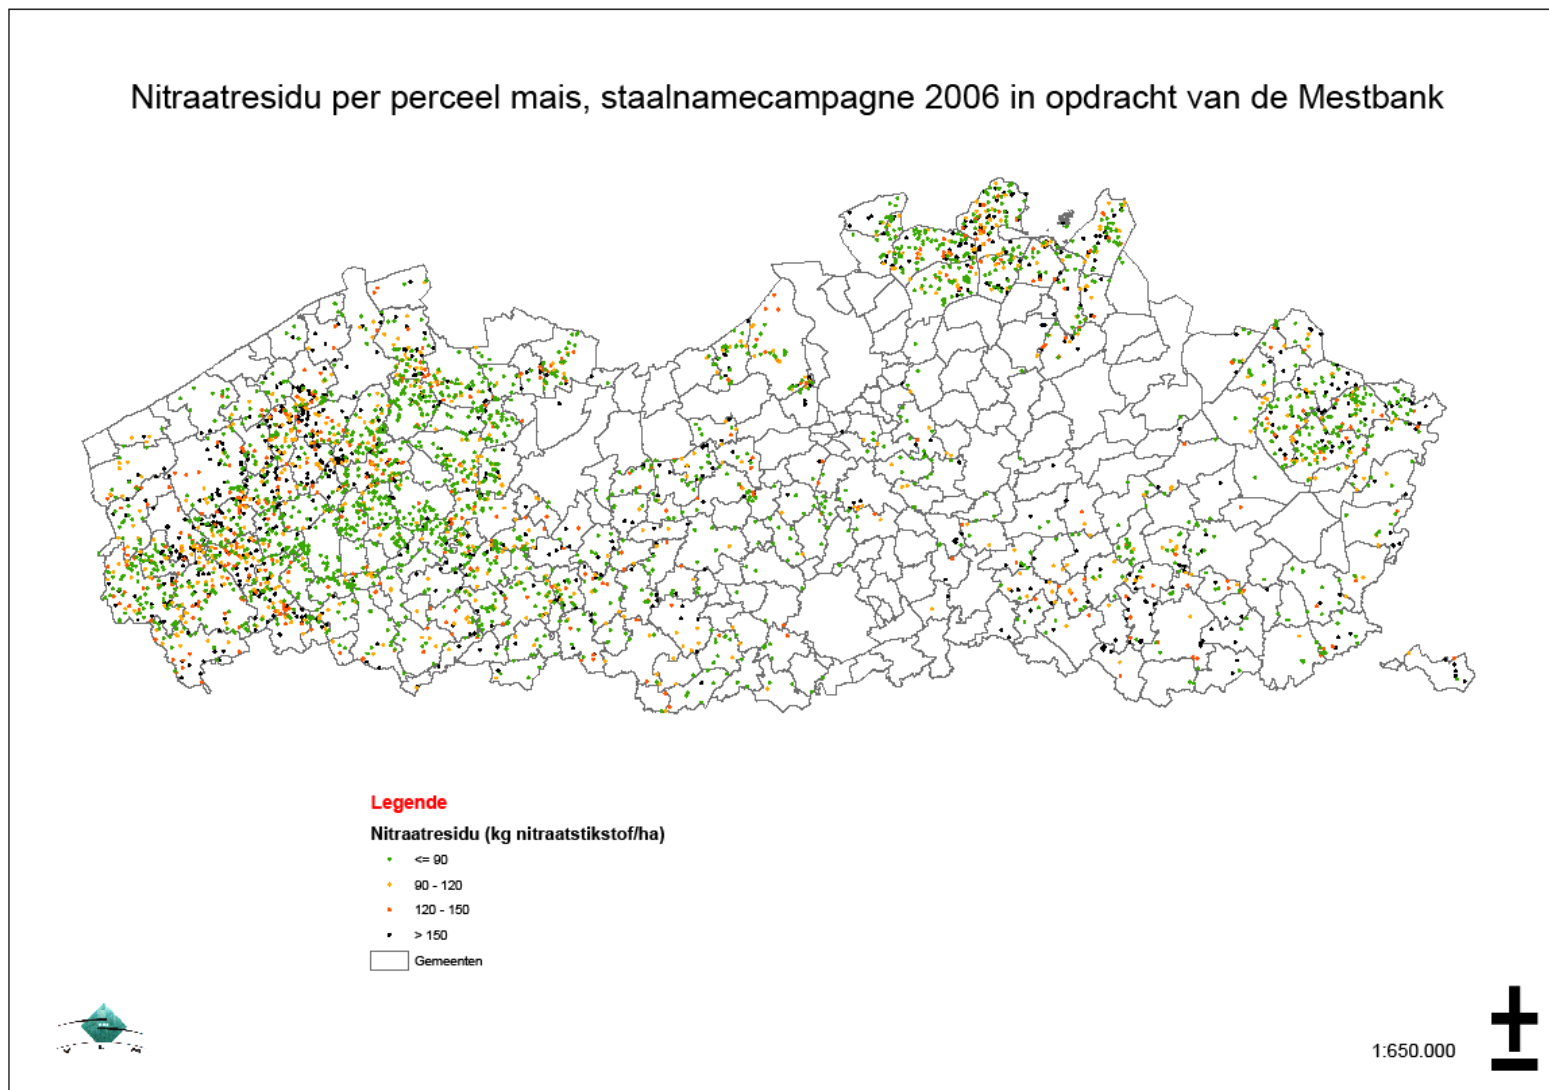 Nitraatresidu per perceel mais, staalnamecampagne 2006 in opdracht van de Mestbank
Legende
Nitraatresidu (kg nitraatstikstof/ha)
<= 90
90 - 120
120 - 150
> 150
Gemeenten
V L M
1:650.000